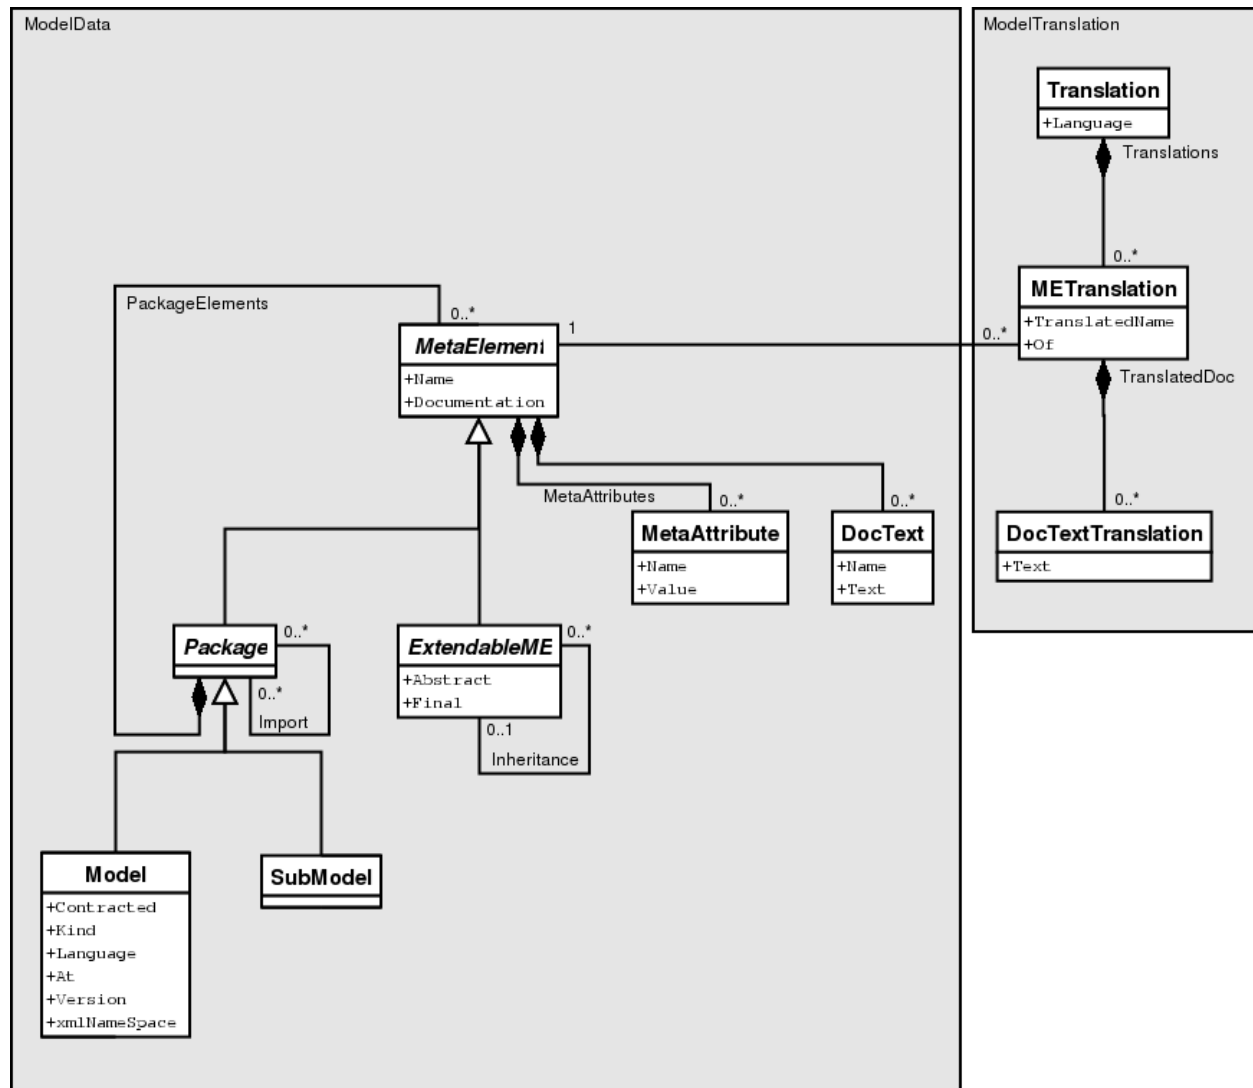 ModelData
ModelTranslation
Translation
+Language
Translations
0..*
METranslation
+TranslatedName
+Of
TranslatedDoc
0..*
DocTextTranslation
+Text
PackageElements
0..*
1
0..*
MetaElement
+Name
+Documentation
MetaAttributes
0..*
0..*
MetaAttribute
+Name
+Value
DocText
+Name
+Text
Package
0..*
0..*
Import
ExtendableME
+Abstract
+Final
0..*
0..1
Inheritance
Model
+Contracted
+Kind
+Language
+At
+Version
+xmlNameSpace
SubModel